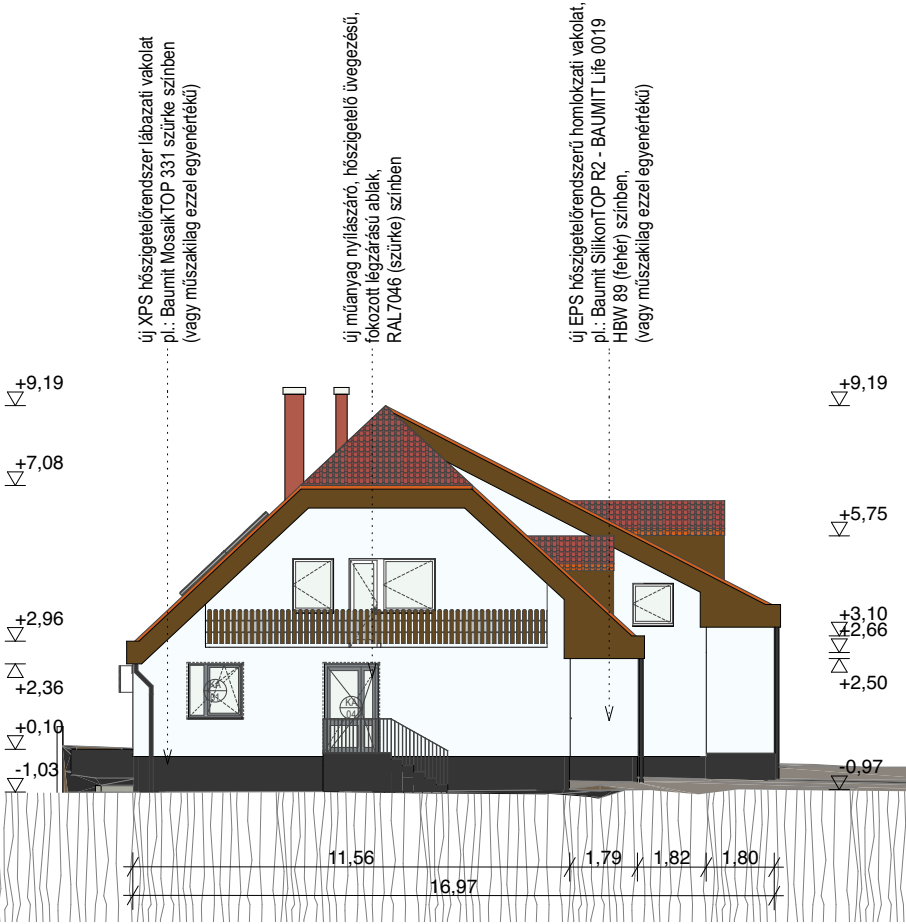 új XPS hőszigetelőrendszer lábazati vakolat
pl.: Baumit MosaikTOP 331 szürke színben
(vagy műszakilag ezzel egyenértékű)
új műanyag nyílászáró, hőszigetelő üvegezésű,
fokozott légzárású ablak,
RAL7046 (szürke) színben
új EPS hőszigetelőrendszerű homlokzati vakolat,
pl.: Baumit SilikonTOP R2 - BAUMIT Life 0019
HBW 89 (fehér) színben,
(vagy műszakilag ezzel egyenértékű)
+9,19
+7,08
+2,96
+2,36
+0,10
-1,03
+9,19
+5,75
+3,10
+2,66
+2,50
-0,97
KA
01
KA
04
11,56
1,79
1,82
1,80
16,97